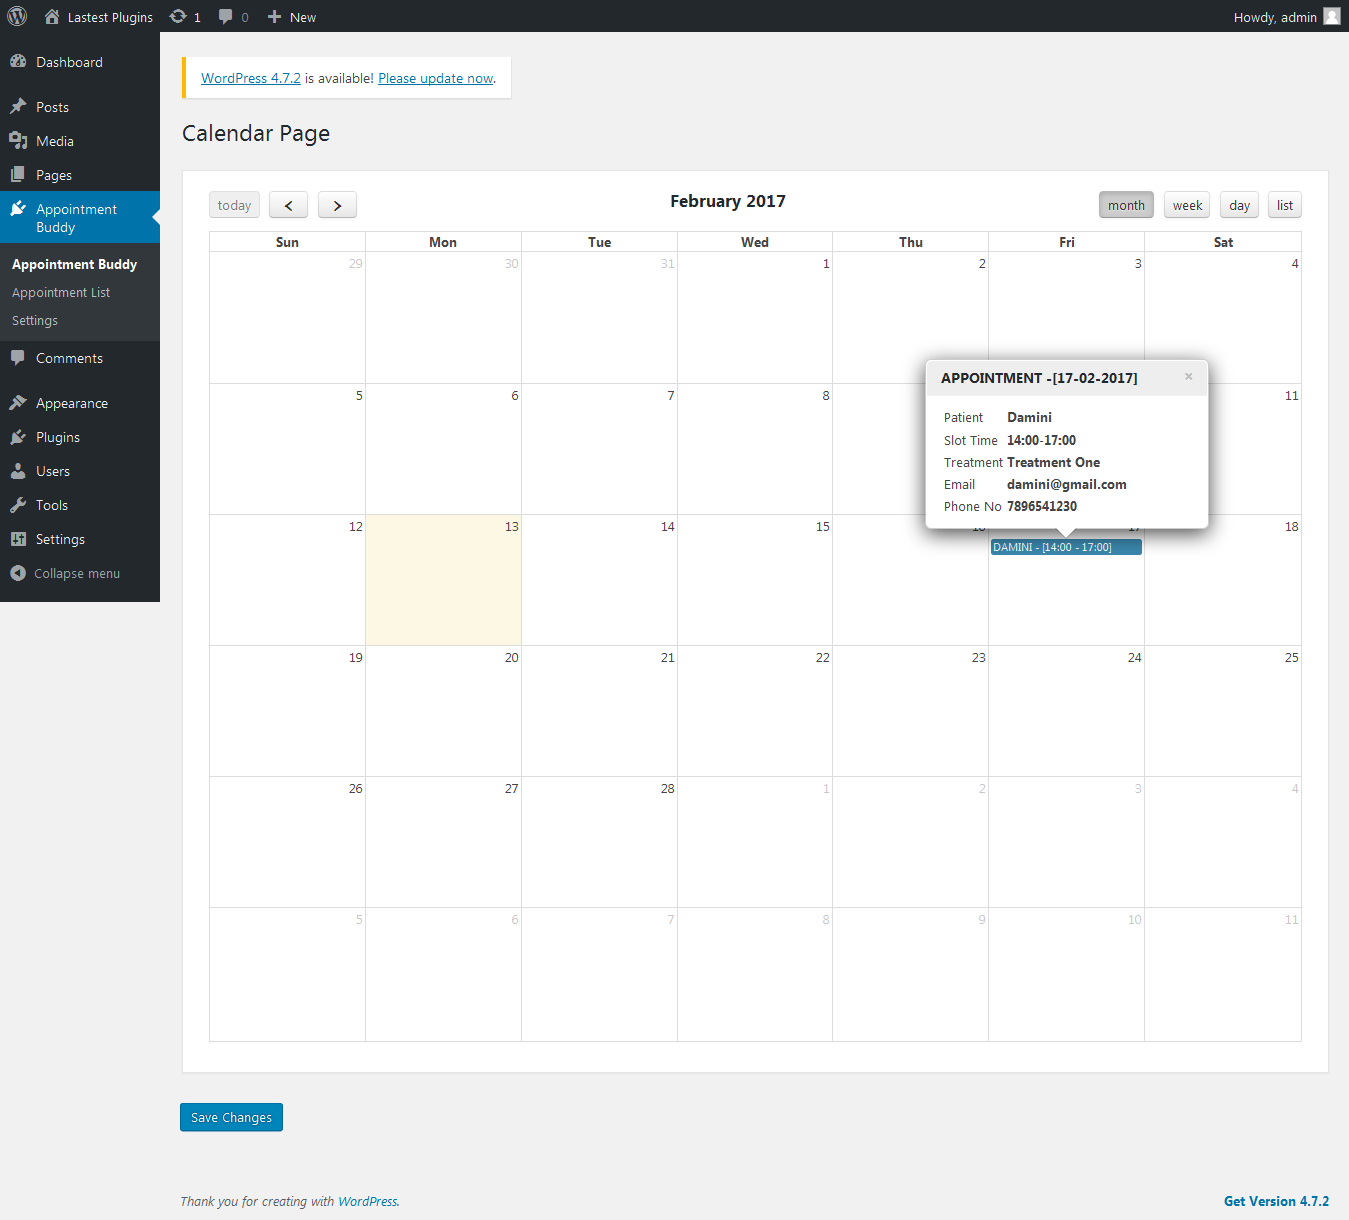 Lastest Plugins 1 0 New Howdy, admin
Dashboard
Posts
Media
Pages
Appointment
Buddy
Appointment Buddy
Appointment List
Settings
Comments
Appearance
Plugins
Users
Tools
Settings
Collapse menu
WordPress 4.7.2 is available! Please update now.
Calendar Page
today < > February 2017 month week day list
Sun Mon Tue Wed Thu Fri Sat
29 30 31 1 2 3 4
5 6 7 8 11
APPOINTMENT -[17-02-2017] ×
Patient Damini
Slot Time 14:00-17:00
Treatment Treatment One
Email damini@gmail.com
Phone No 7896541230
12 13 14 15 16 17 18
DAMINI - [14:00 - 17:00]
19 20 21 22 23 24 25
26 27 28 1 2 3 4
5 6 7 8 9 10 11
Save Changes
Thank you for creating with WordPress. Get Version 4.7.2